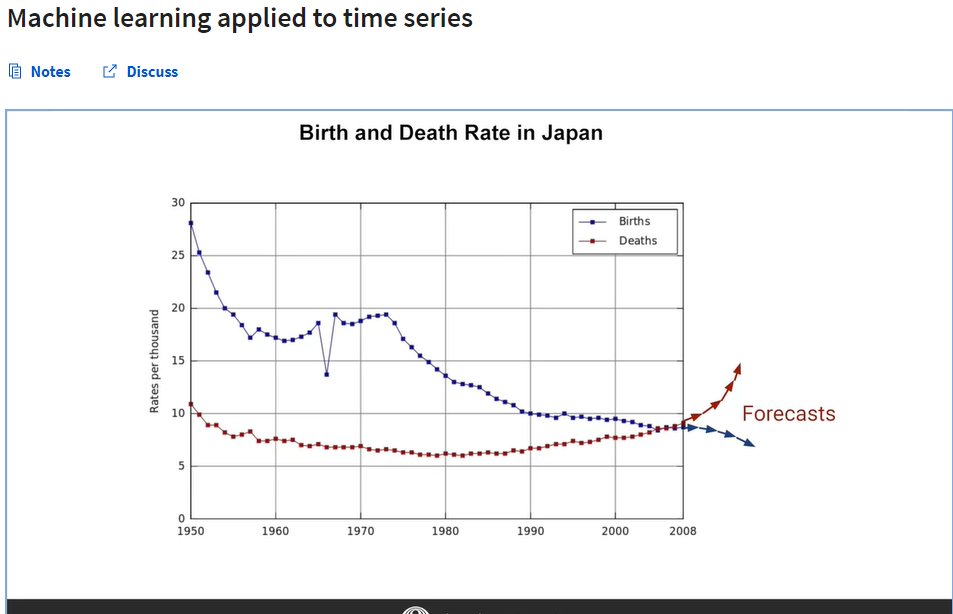 Machine learning applied to time series
Notes Discuss
Birth and Death Rate in Japan
30
25
20
15
10
5
0
Rates per thousand
Births
Deaths
Forecasts
1950 1960 1970 1980 1990 2000 2008